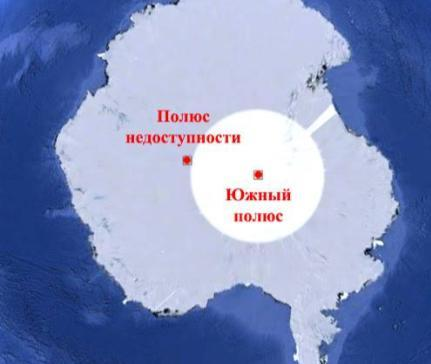 Полюс
недоступности
Южный
полюс